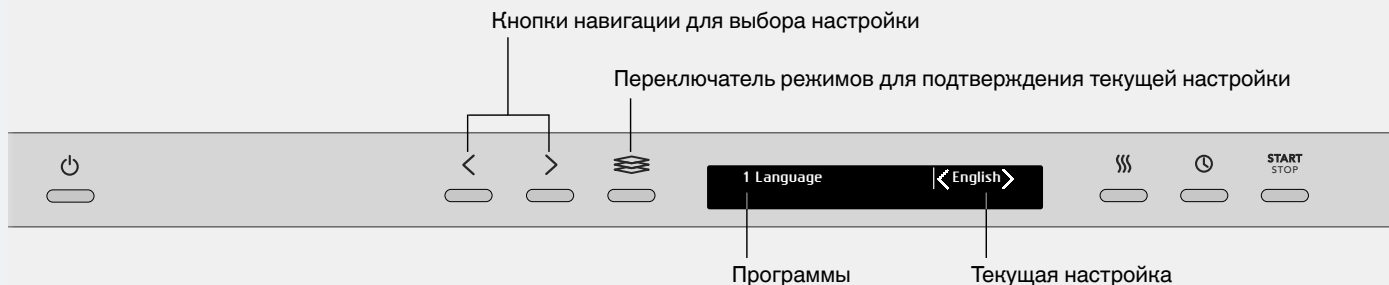 Кнопки навигации для выбора настройки
Переключатель режимов для подтверждения текущей настройки
START
STOP
1 Language English
Программы
Текущая настройка